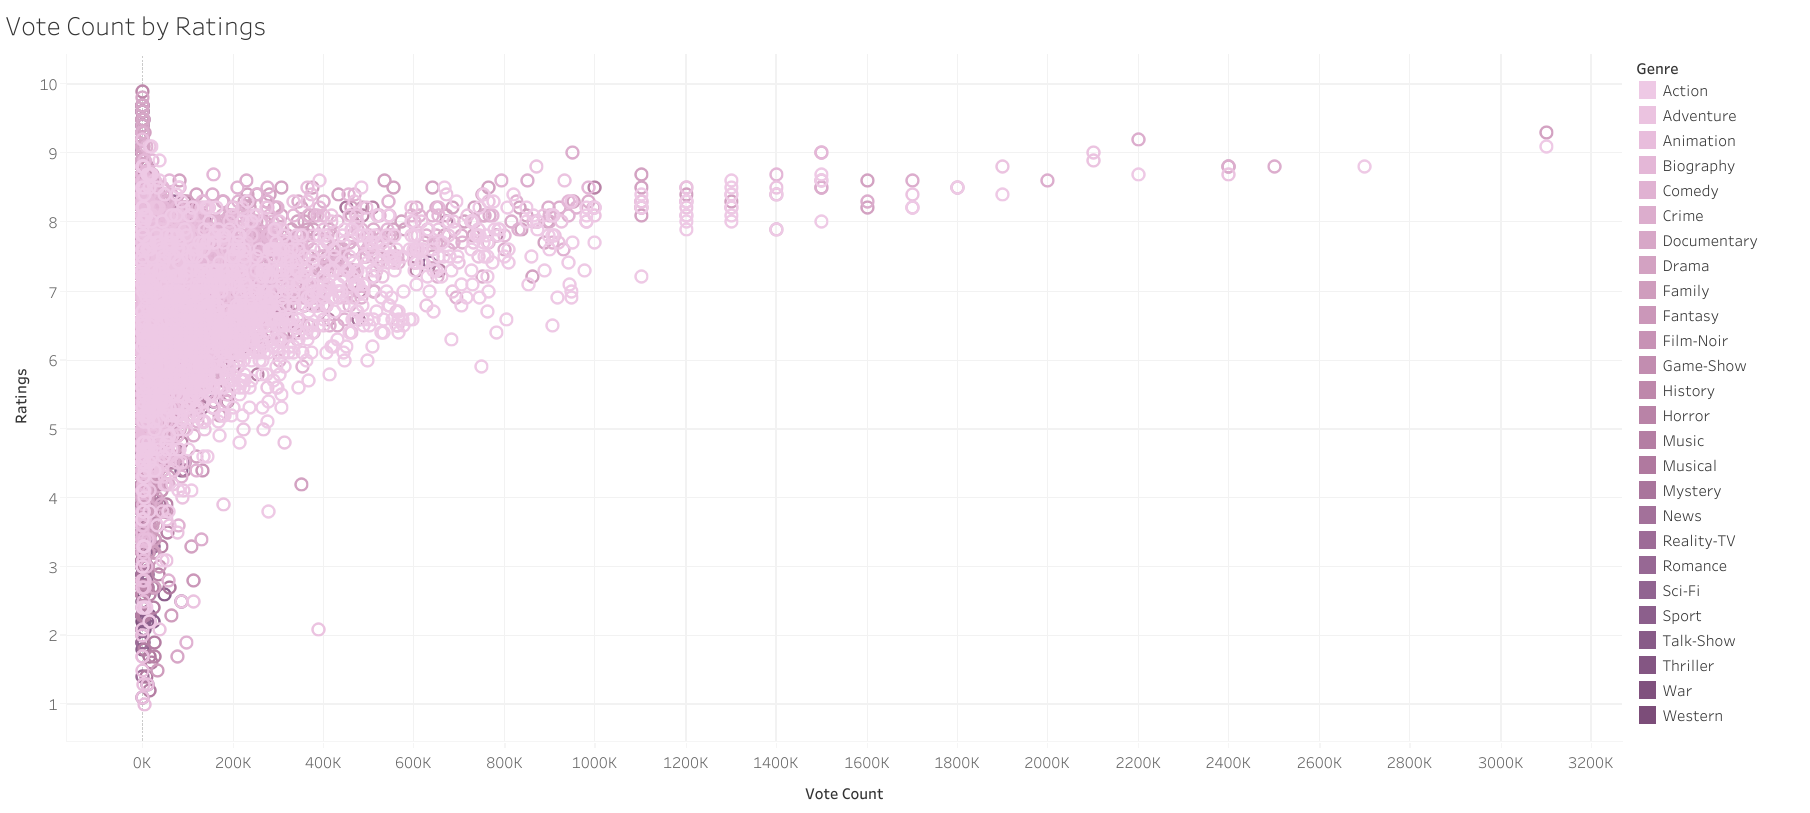 Vote Count by Ratings
10
9
8
7
6
5
4
3
2
1
Ratings
0K 200K 400K 600K 800K 1000K 1200K 1400K 1600K 1800K 2000K 2200K 2400K 2600K 2800K 3000K 3200K
Vote Count
Genre
Action
Adventure
Animation
Biography
Comedy
Crime
Documentary
Drama
Family
Fantasy
Film-Noir
Game-Show
History
Horror
Music
Musical
Mystery
News
Reality-TV
Romance
Sci-Fi
Sport
Talk-Show
Thriller
War
Western